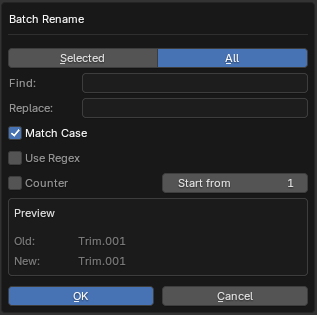 Batch Rename
Selected All
Find:
Replace:
Match Case
Use Regex
Counter Start from 1
Preview
Old: Trim.001
New: Trim.001
OK Cancel